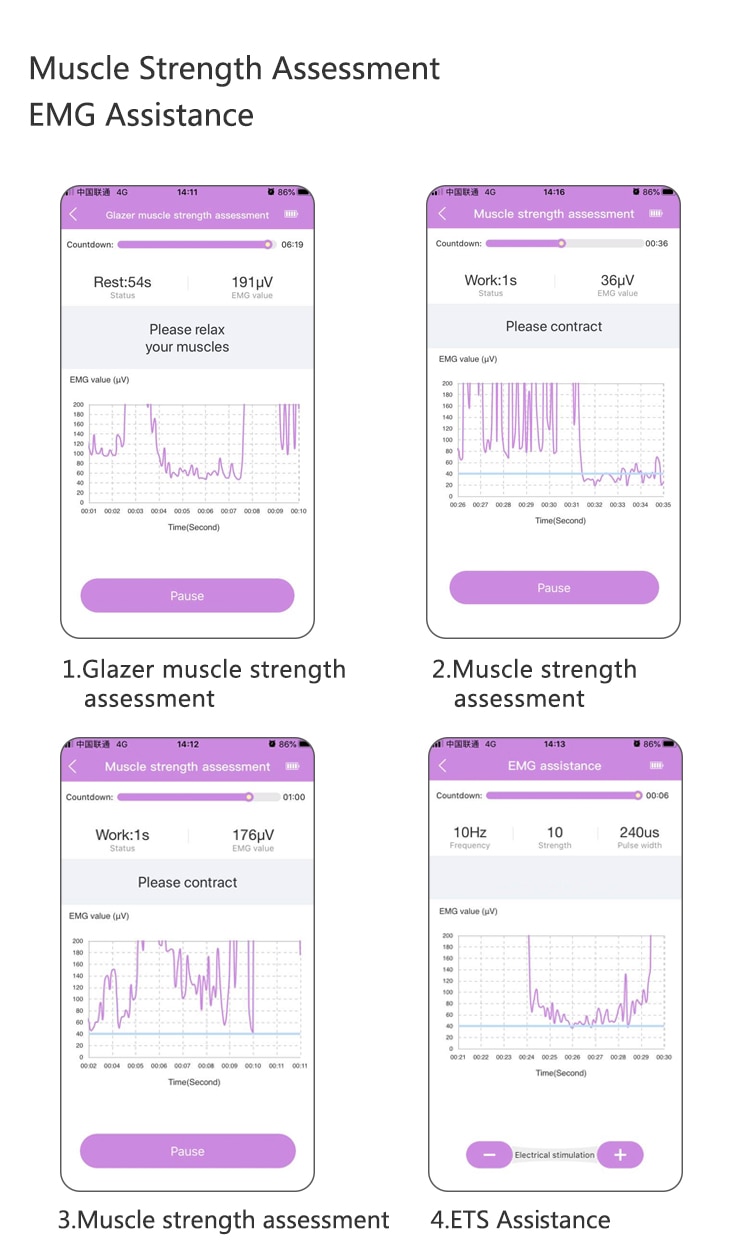 Muscle Strength Assessment
EMG Assistance
中国联通 4G 14:11 86%
Glazer muscle strength assessment
Countdown: 06:19
Rest:54s 191μV
Status EMG value
Please relax
your muscles
EMG value (μV)
200
180
160
140
120
100
80
60
40
20
0
00:01 00:02 00:03 00:04 00:05 00:06 00:07 00:08 00:09 00:10
Time(Second)
Pause
1.Glazer muscle strength
assessment
中国联通 4G 14:16 86%
Muscle strength assessment
Countdown: 00:36
Work:1s 36μV
Status EMG value
Please contract
EMG value (μV)
200
180
160
140
120
100
80
60
40
20
0
00:26 00:27 00:28 00:29 00:30 00:31 00:32 00:33 00:34 00:35
Time(Second)
Pause
2.Muscle strength
assessment
中国联通 4G 14:12 86%
Muscle strength assessment
Countdown: 01:00
Work:1s 176μV
Status EMG value
Please contract
EMG value (μV)
200
180
160
140
120
100
80
60
40
20
0
00:02 00:04 00:05 00:06 00:07 00:08 00:09 00:10 00:11 00:11
Time(Second)
Pause
3.Muscle strength assessment
中国联通 4G 14:13 86%
EMG assistance
Countdown: 00:06
10Hz 10 240us
Frequency Strength Pulse width
EMG value (μV)
200
180
160
140
120
100
80
60
40
20
0
00:21 00:22 00:23 00:24 00:25 00:26 00:27 00:28 00:29 00:30
Time(Second)
− Electrical stimulation +
4.ETS Assistance